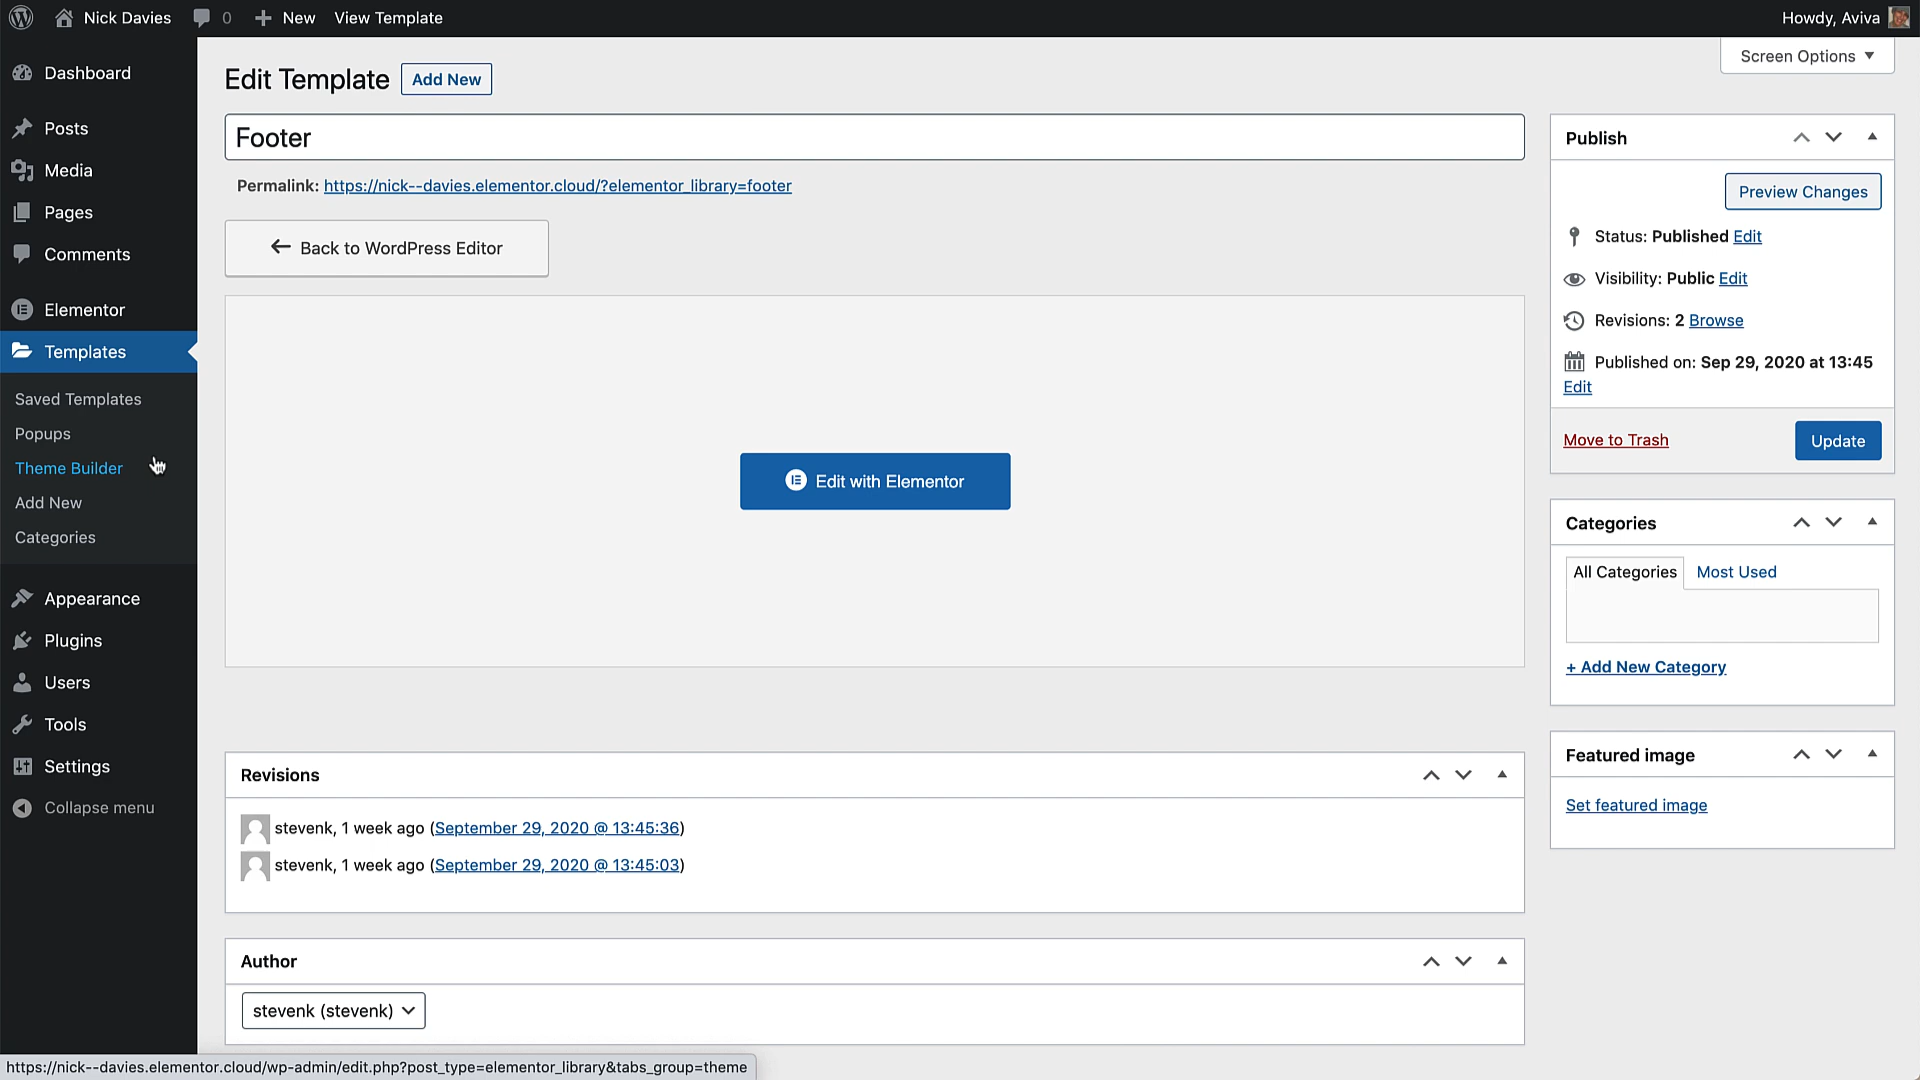 Nick Davies 0 New View Template Howdy, Aviva
Screen Options
Dashboard
Posts
Media
Pages
Comments
Elementor
Templates
Saved Templates
Popups
Theme Builder
Add New
Categories
Appearance
Plugins
Users
Tools
Settings
Collapse menu
Edit Template Add New
Footer
Permalink: https://nick--davies.elementor.cloud/?elementor_library=footer
Back to WordPress Editor
Edit with Elementor
Revisions
stevenk, 1 week ago (September 29, 2020 @ 13:45:36)
stevenk, 1 week ago (September 29, 2020 @ 13:45:03)
Author
stevenk (stevenk)
Publish
Preview Changes
Status: Published Edit
Visibility: Public Edit
Revisions: 2 Browse
Published on: Sep 29, 2020 at 13:45
Edit
Move to Trash Update
Categories
All Categories Most Used
+ Add New Category
Featured image
Set featured image
https://nick--davies.elementor.cloud/wp-admin/edit.php?post_type=elementor_library&tabs_group=theme